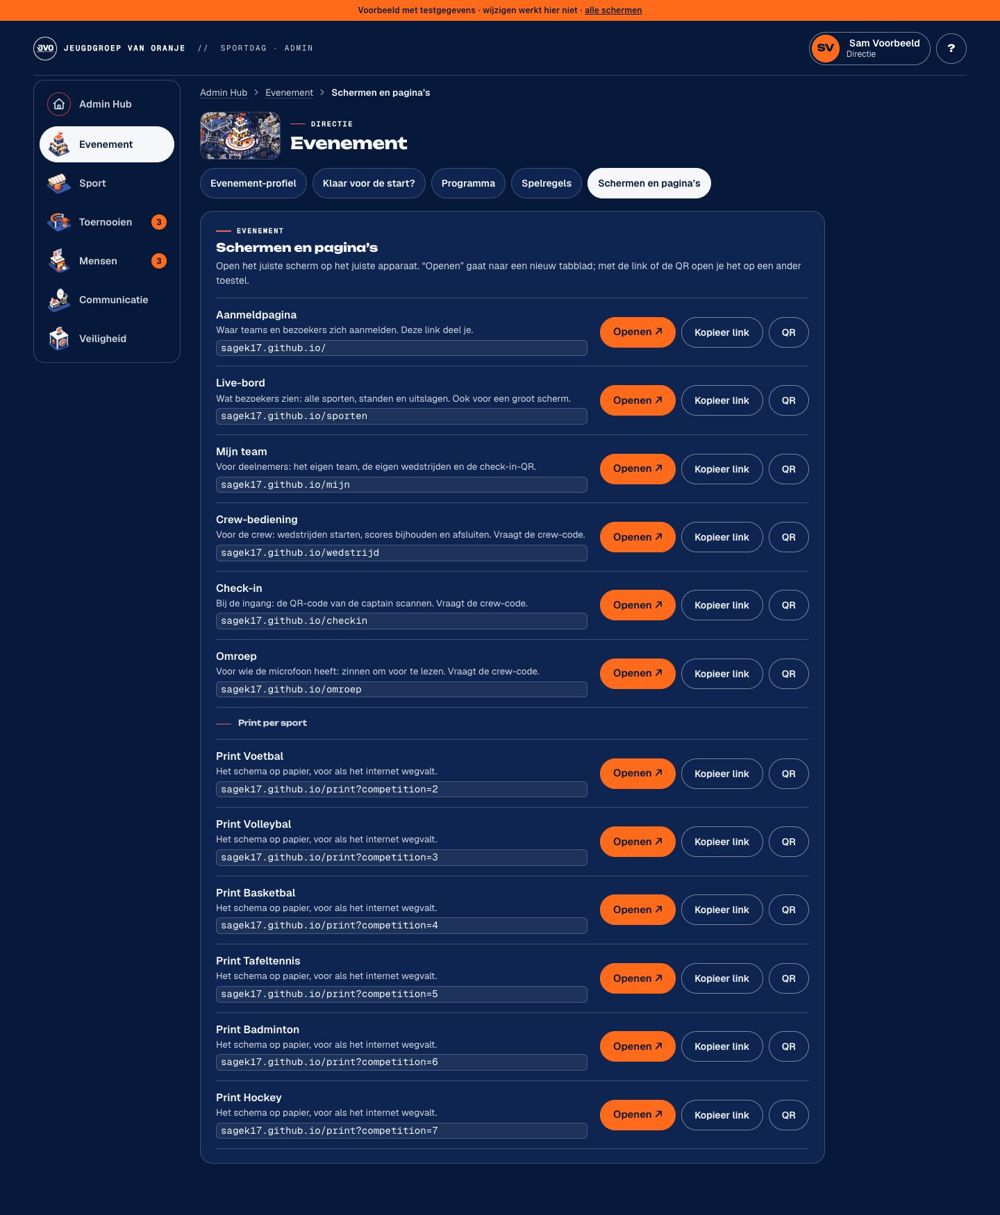 Voorbeeld met testgegevens · wijzigen werkt hier niet · alle schermen
JVO JEUGDGROEP VAN ORANJE // SPORTDAG · ADMIN
SV Sam Voorbeeld
Directie
?
Admin Hub
Evenement
Sport
Toernooien 3
Mensen 3
Communicatie
Veiligheid
Admin Hub > Evenement > Schermen en pagina's
DIRECTIE
Evenement
Evenement-profiel
Klaar voor de start?
Programma
Spelregels
Schermen en pagina's
EVENEMENT
Schermen en pagina's
Open het juiste scherm op het juiste apparaat. “Openen” gaat naar een nieuw tabblad; met de link of de QR open je het op een ander
toestel.
Aanmeldpagina
Waar teams en bezoekers zich aanmelden. Deze link deel je.
sagek17.github.io/
Openen ↗ Kopieer link QR
Live-bord
Wat bezoekers zien: alle sporten, standen en uitslagen. Ook voor een groot scherm.
sagek17.github.io/sporten
Openen ↗ Kopieer link QR
Mijn team
Voor deelnemers: het eigen team, de eigen wedstrijden en de check-in-QR.
sagek17.github.io/mijn
Openen ↗ Kopieer link QR
Crew-bediening
Voor de crew: wedstrijden starten, scores bijhouden en afsluiten. Vraagt de crew-code.
sagek17.github.io/wedstrijd
Openen ↗ Kopieer link QR
Check-in
Bij de ingang: de QR-code van de captain scannen. Vraagt de crew-code.
sagek17.github.io/checkin
Openen ↗ Kopieer link QR
Omroep
Voor wie de microfoon heeft: zinnen om voor te lezen. Vraagt de crew-code.
sagek17.github.io/omroep
Openen ↗ Kopieer link QR
Print per sport
Print Voetbal
Het schema op papier, voor als het internet wegvalt.
sagek17.github.io/print?competition=2
Openen ↗ Kopieer link QR
Print Volleybal
Het schema op papier, voor als het internet wegvalt.
sagek17.github.io/print?competition=3
Openen ↗ Kopieer link QR
Print Basketbal
Het schema op papier, voor als het internet wegvalt.
sagek17.github.io/print?competition=4
Openen ↗ Kopieer link QR
Print Tafeltennis
Het schema op papier, voor als het internet wegvalt.
sagek17.github.io/print?competition=5
Openen ↗ Kopieer link QR
Print Badminton
Het schema op papier, voor als het internet wegvalt.
sagek17.github.io/print?competition=6
Openen ↗ Kopieer link QR
Print Hockey
Het schema op papier, voor als het internet wegvalt.
sagek17.github.io/print?competition=7
Openen ↗ Kopieer link QR